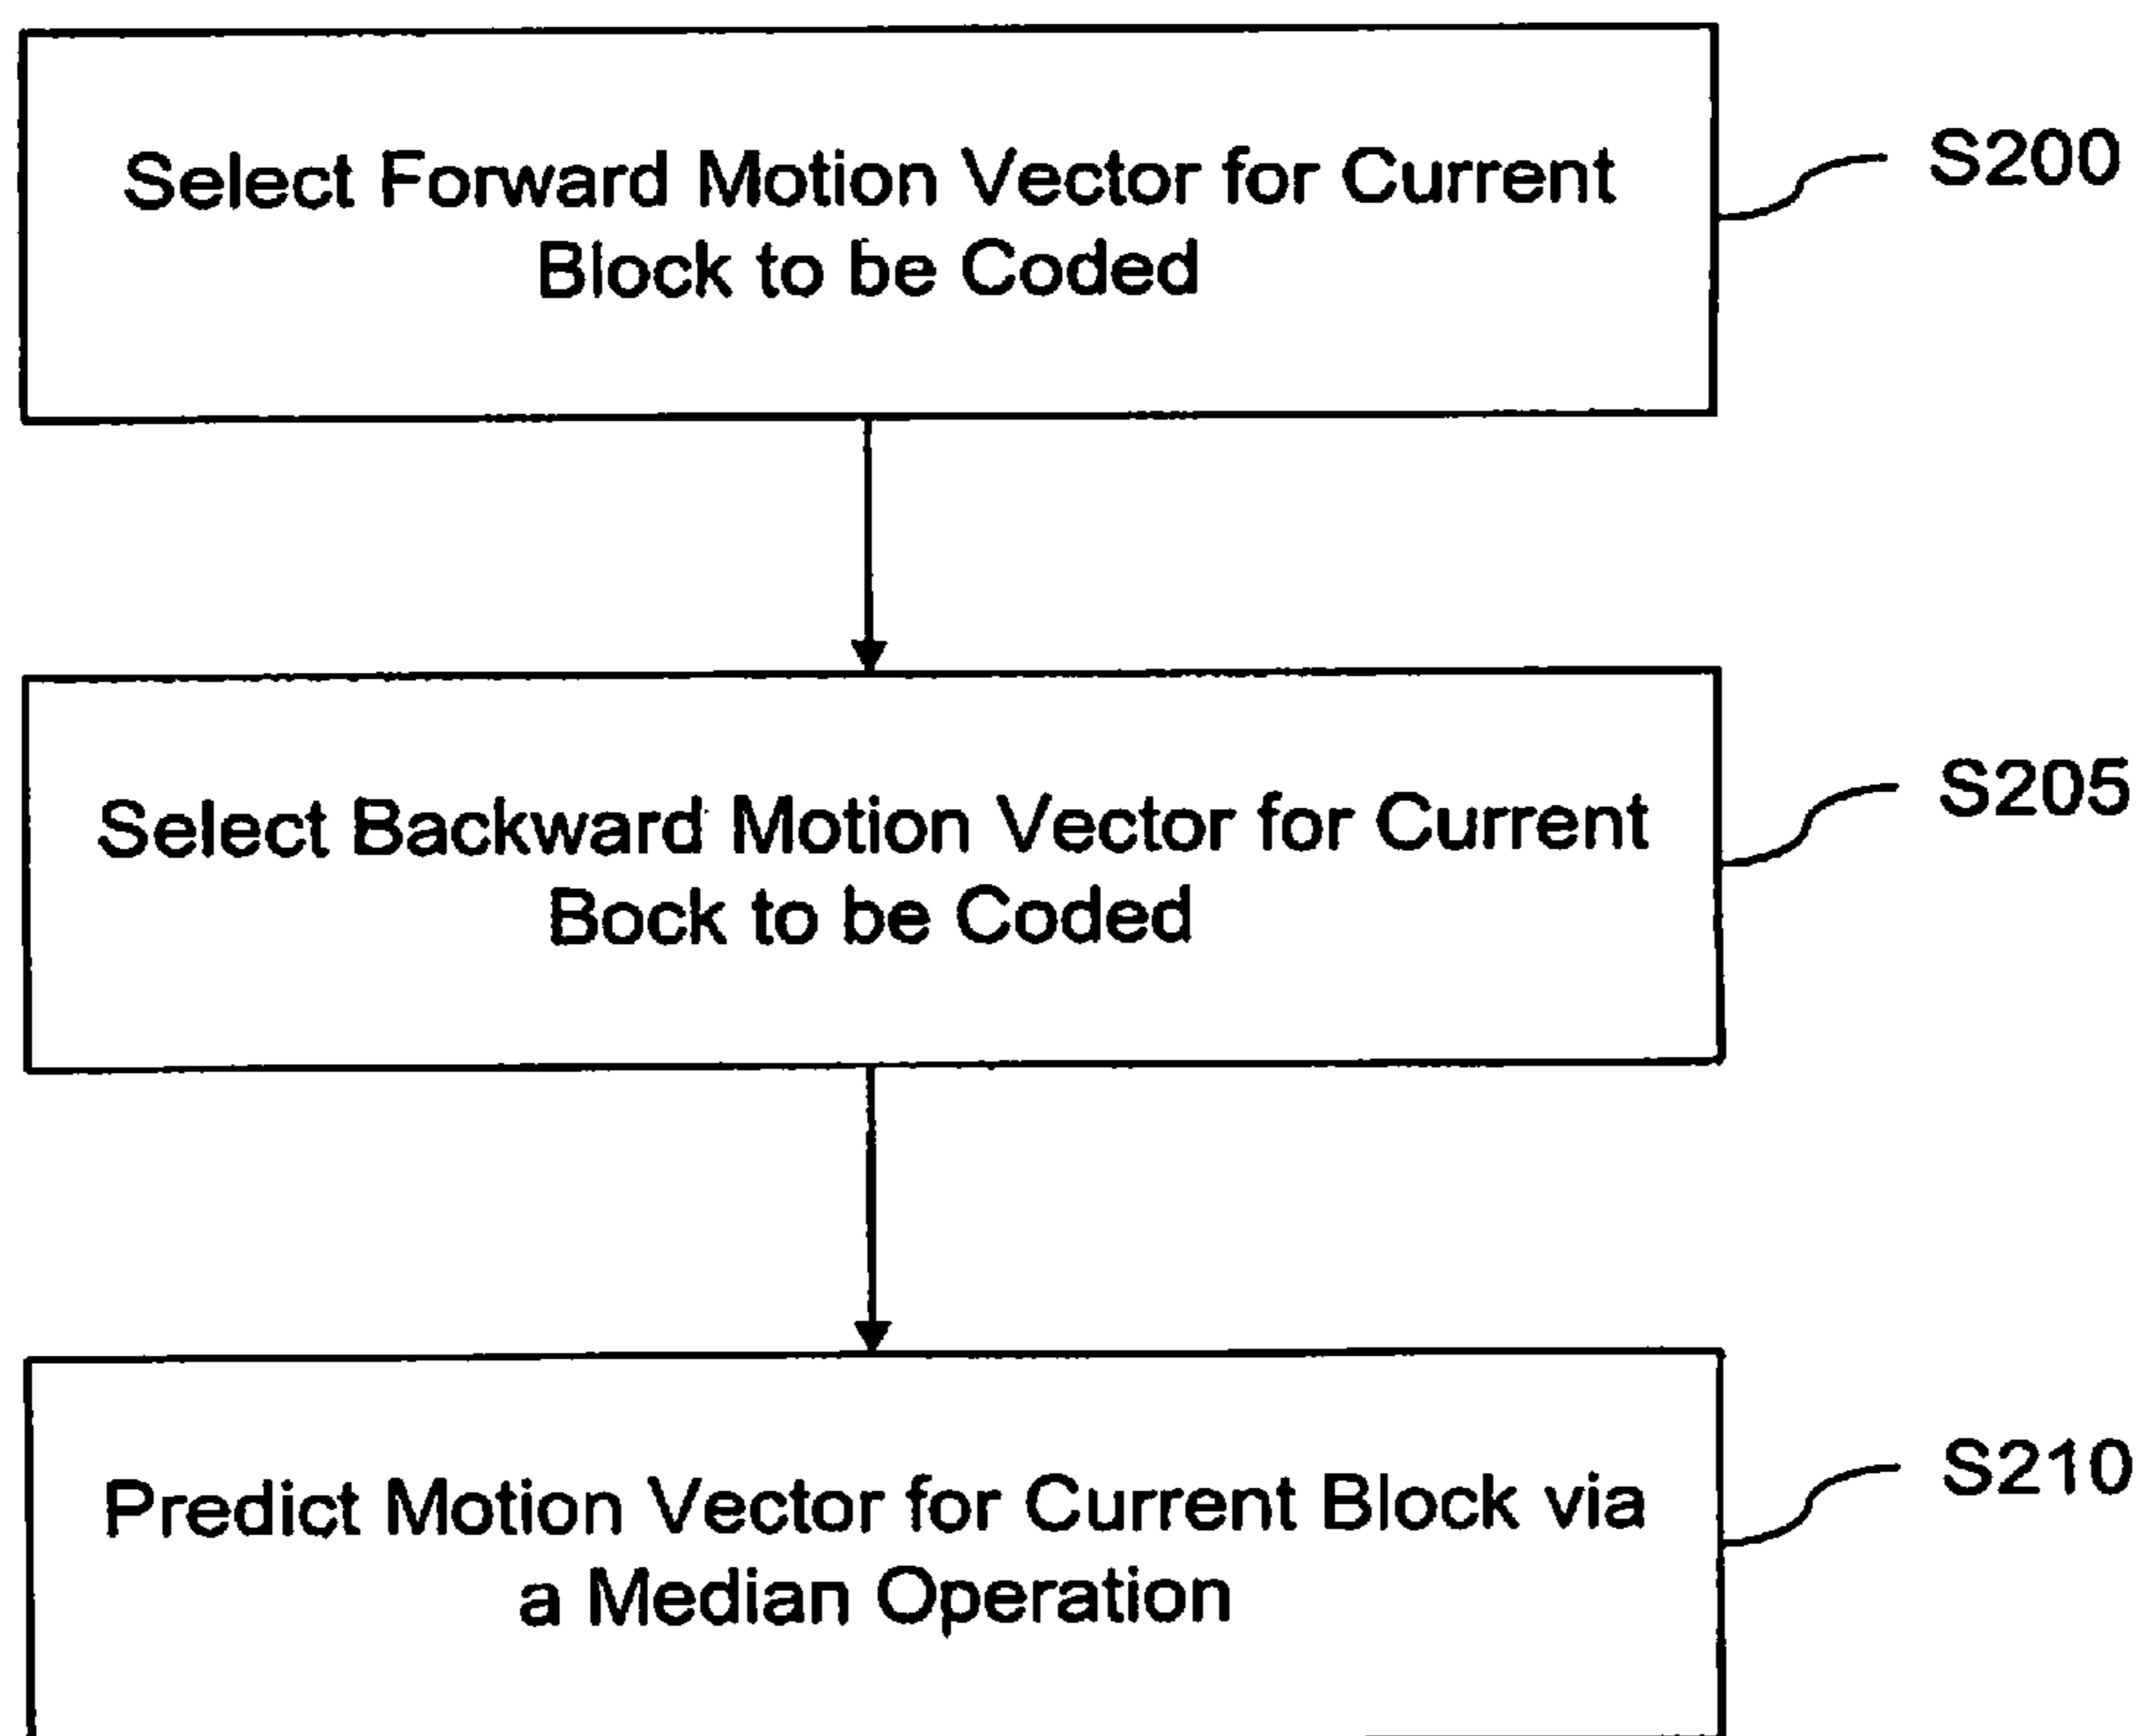 Select Forward Motion Vector for Current
Block to be Coded
S200
Select Backward Motion Vector for Current
Bock to be Coded
S205
Predict Motion Vector for Current Block via
a Median Operation
S210